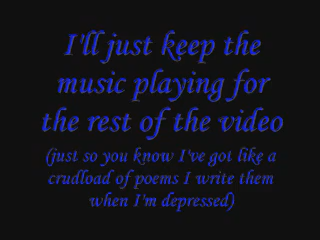 I'll just keep the
music playing for
the rest of the video
(just so you know I've got like a
crudload of poems I write them
when I'm depressed)